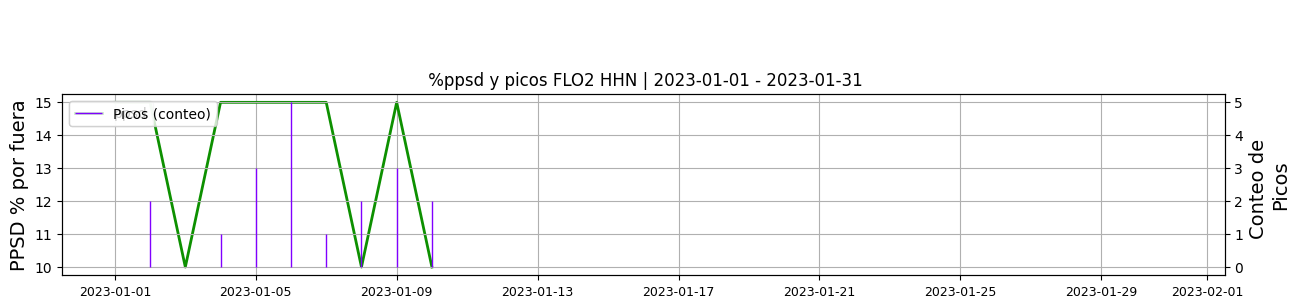 %ppsd y picos FLO2 HHN | 2023-01-01 - 2023-01-31
Picos (conteo)
PPSD % por fuera
15
14
13
12
11
10
5
4
3
2
1
0
Conteo de
Picos
2023-01-01 2023-01-05 2023-01-09 2023-01-13 2023-01-17 2023-01-21 2023-01-25 2023-01-29 2023-02-01